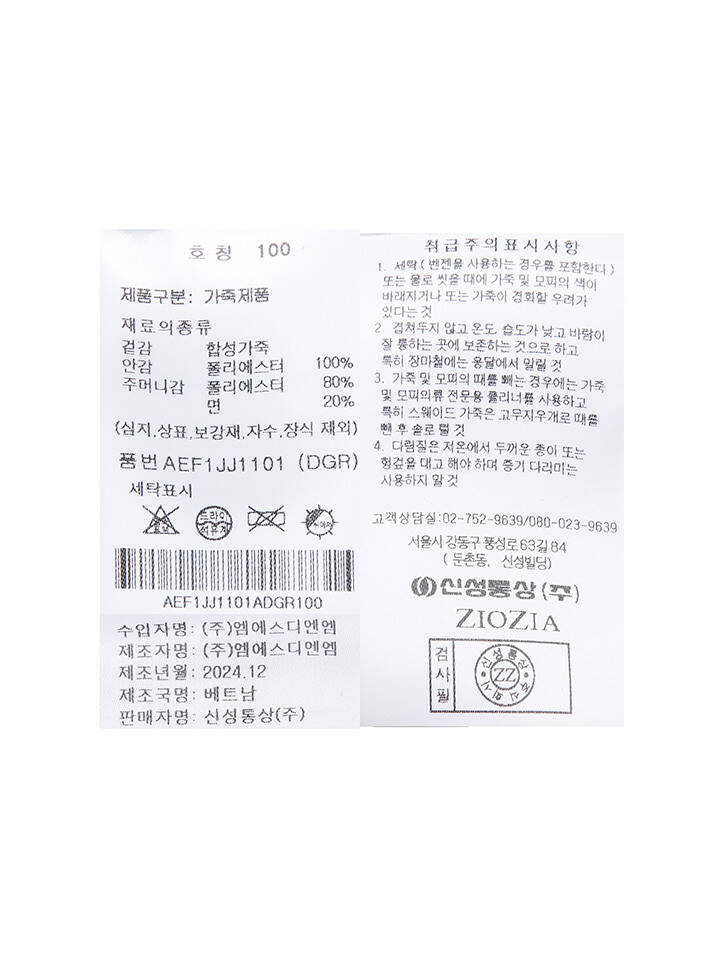 호 칭 100
제품구분: 가죽제품
재료의종류
겉감 합성가죽
안감 폴리에스터 100%
주머니감 폴리에스터 80%
면 20%
(심지,상표,보강재,자수,장식 제외)
품번 AEF1JJ1101 (DGR)
세탁표시
드라이
석유계
AEF1JJ1101ADGR100
수입자명: (주)엠에스디엔엠
제조자명: (주)엠에스디엔엠
제조년월: 2024.12
제조국명: 베트남
판매자명: 신성통상(주)
취급주의표시사항
1. 세탁 ( 벤젠을 사용하는 경우를 포함한다 )
또는 물로 씻을 때에 가죽 및 모피의 색이
바래지거나 또는 가죽이 경화할 우려가
있다는 것
2. 겹쳐두지 않고 온도, 습도가 낮고 바람이
잘 통하는 곳에 보존하는 것으로 하고
특히 장마철에는 응달에서 말릴 것
3. 가죽 및 모피의 때를 빼는 경우에는 가죽
및 모피의류 전문용 클리너를 사용하고
특히 스웨이드 가죽은 고무지우개로 때를
뺀 후 솔로 털 것
4. 다림질은 저온에서 두꺼운 종이 또는
헝겊을 대고 해야 하며 증기 다리미는
사용하지 말 것
고객상담실:02-752-9639/080-023-9639
서울시 강동구 풍성로63길 84
( 둔촌동, 신성빌딩)
신성통상(주)
ZIOZIA
검사필
신성통상
ZZ
주식회사